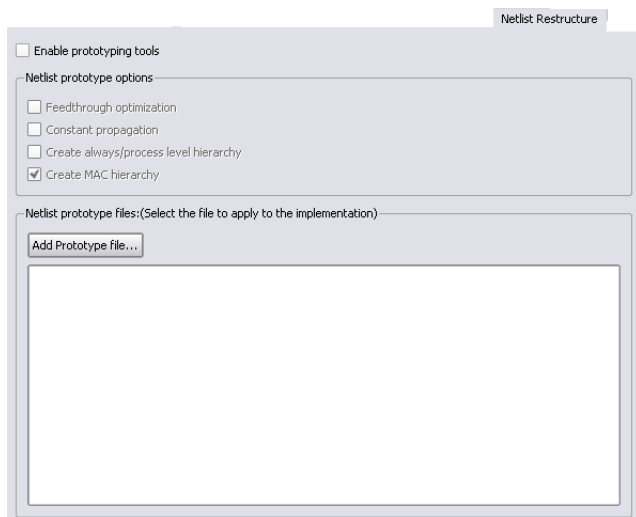 Netlist Restructure
Enable prototyping tools
Netlist prototype options
Feedthrough optimization
Constant propagation
Create always/process level hierarchy
Create MAC hierarchy
Netlist prototype files:(Select the file to apply to the implementation)
Add Prototype file...